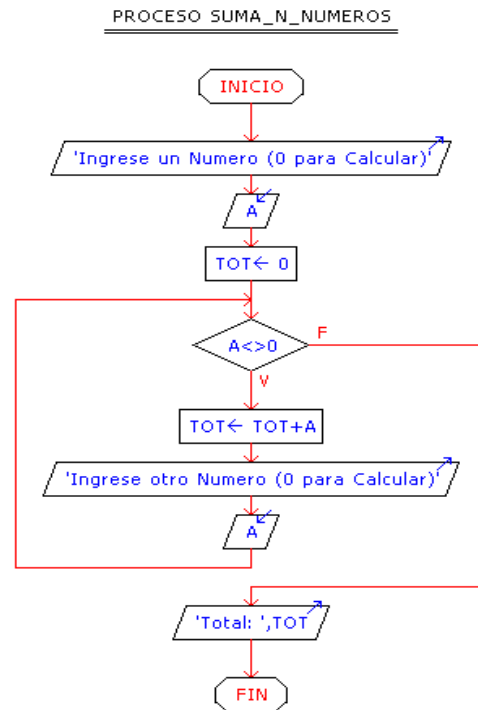 PROCESO SUMA_N_NUMEROS
INICIO
'Ingrese un Numero (0 para Calcular)'
A
TOT← 0
A<>0
F
V
TOT← TOT+A
'Ingrese otro Numero (0 para Calcular)'
A
'Total: ',TOT
FIN